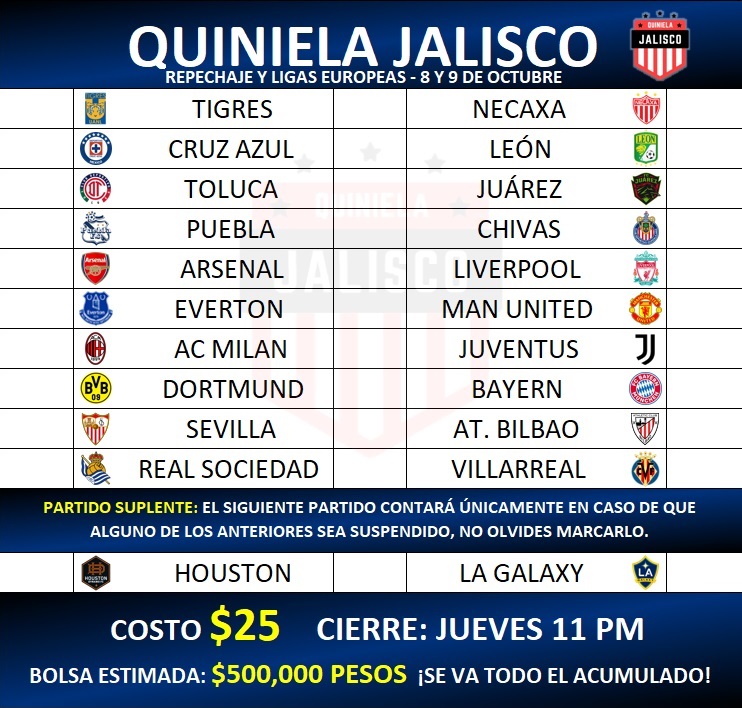 QUINIELA JALISCO
QUINIELA
JALISCO
REPECHAJE Y LIGAS EUROPEAS - 8 Y 9 DE OCTUBRE
TIGRES NECAXA
CRUZ AZUL LEÓN
TOLUCA JUÁREZ
PUEBLA CHIVAS
ARSENAL LIVERPOOL
EVERTON MAN UNITED
AC MILAN JUVENTUS
DORTMUND BAYERN
SEVILLA AT. BILBAO
REAL SOCIEDAD VILLARREAL
QUINIELA
JALISCO
PARTIDO SUPLENTE: EL SIGUIENTE PARTIDO CONTARÁ ÚNICAMENTE EN CASO DE QUE
ALGUNO DE LOS ANTERIORES SEA SUSPENDIDO, NO OLVIDES MARCARLO.
HOUSTON LA GALAXY
COSTO $25 CIERRE: JUEVES 11 PM
BOLSA ESTIMADA: $500,000 PESOS ¡SE VA TODO EL ACUMULADO!